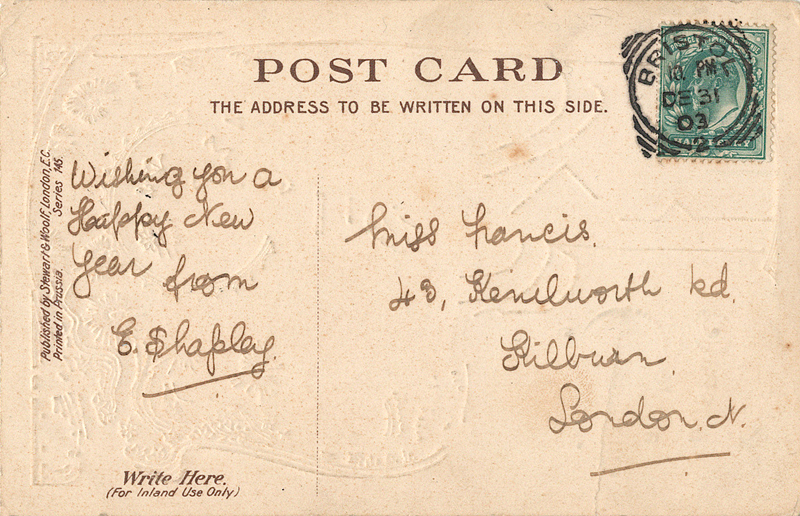 POST CARD
THE ADDRESS TO BE WRITTEN ON THIS SIDE.
BRISTOL
10 PM
DE 31
03
Published by Stewart & Woolf, London, E.C.
Series 145.
Printed in Prussia.
Wishing you a
Happy New
Year from
E. Shapley.
Miss Francis.
43, Kenilworth Rd.
Kilburn.
London. N.
Write Here.
(For Inland Use Only)